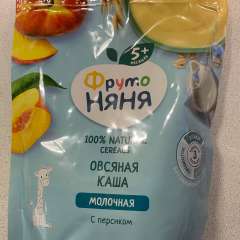 5+
ФрутоНЯНЯ
100% NATURAL
CEREALS
ОВСЯНАЯ
КАША
МОЛОЧНАЯ
С персиком